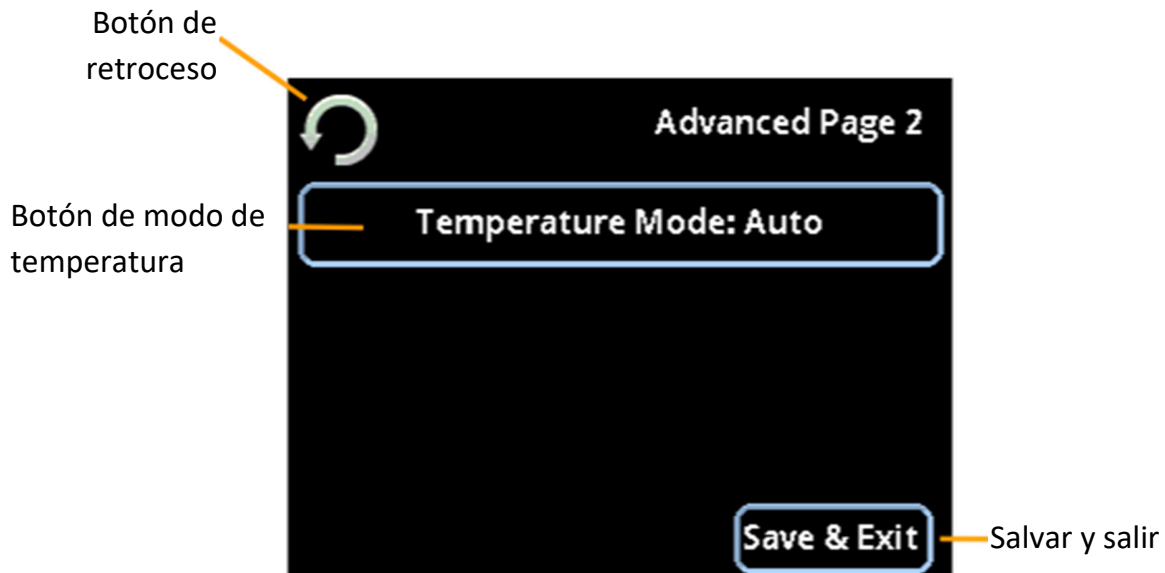 Botón de
retroceso
Advanced Page 2
Botón de modo de
temperatura
Temperature Mode: Auto
Save & Exit
Salvar y salir